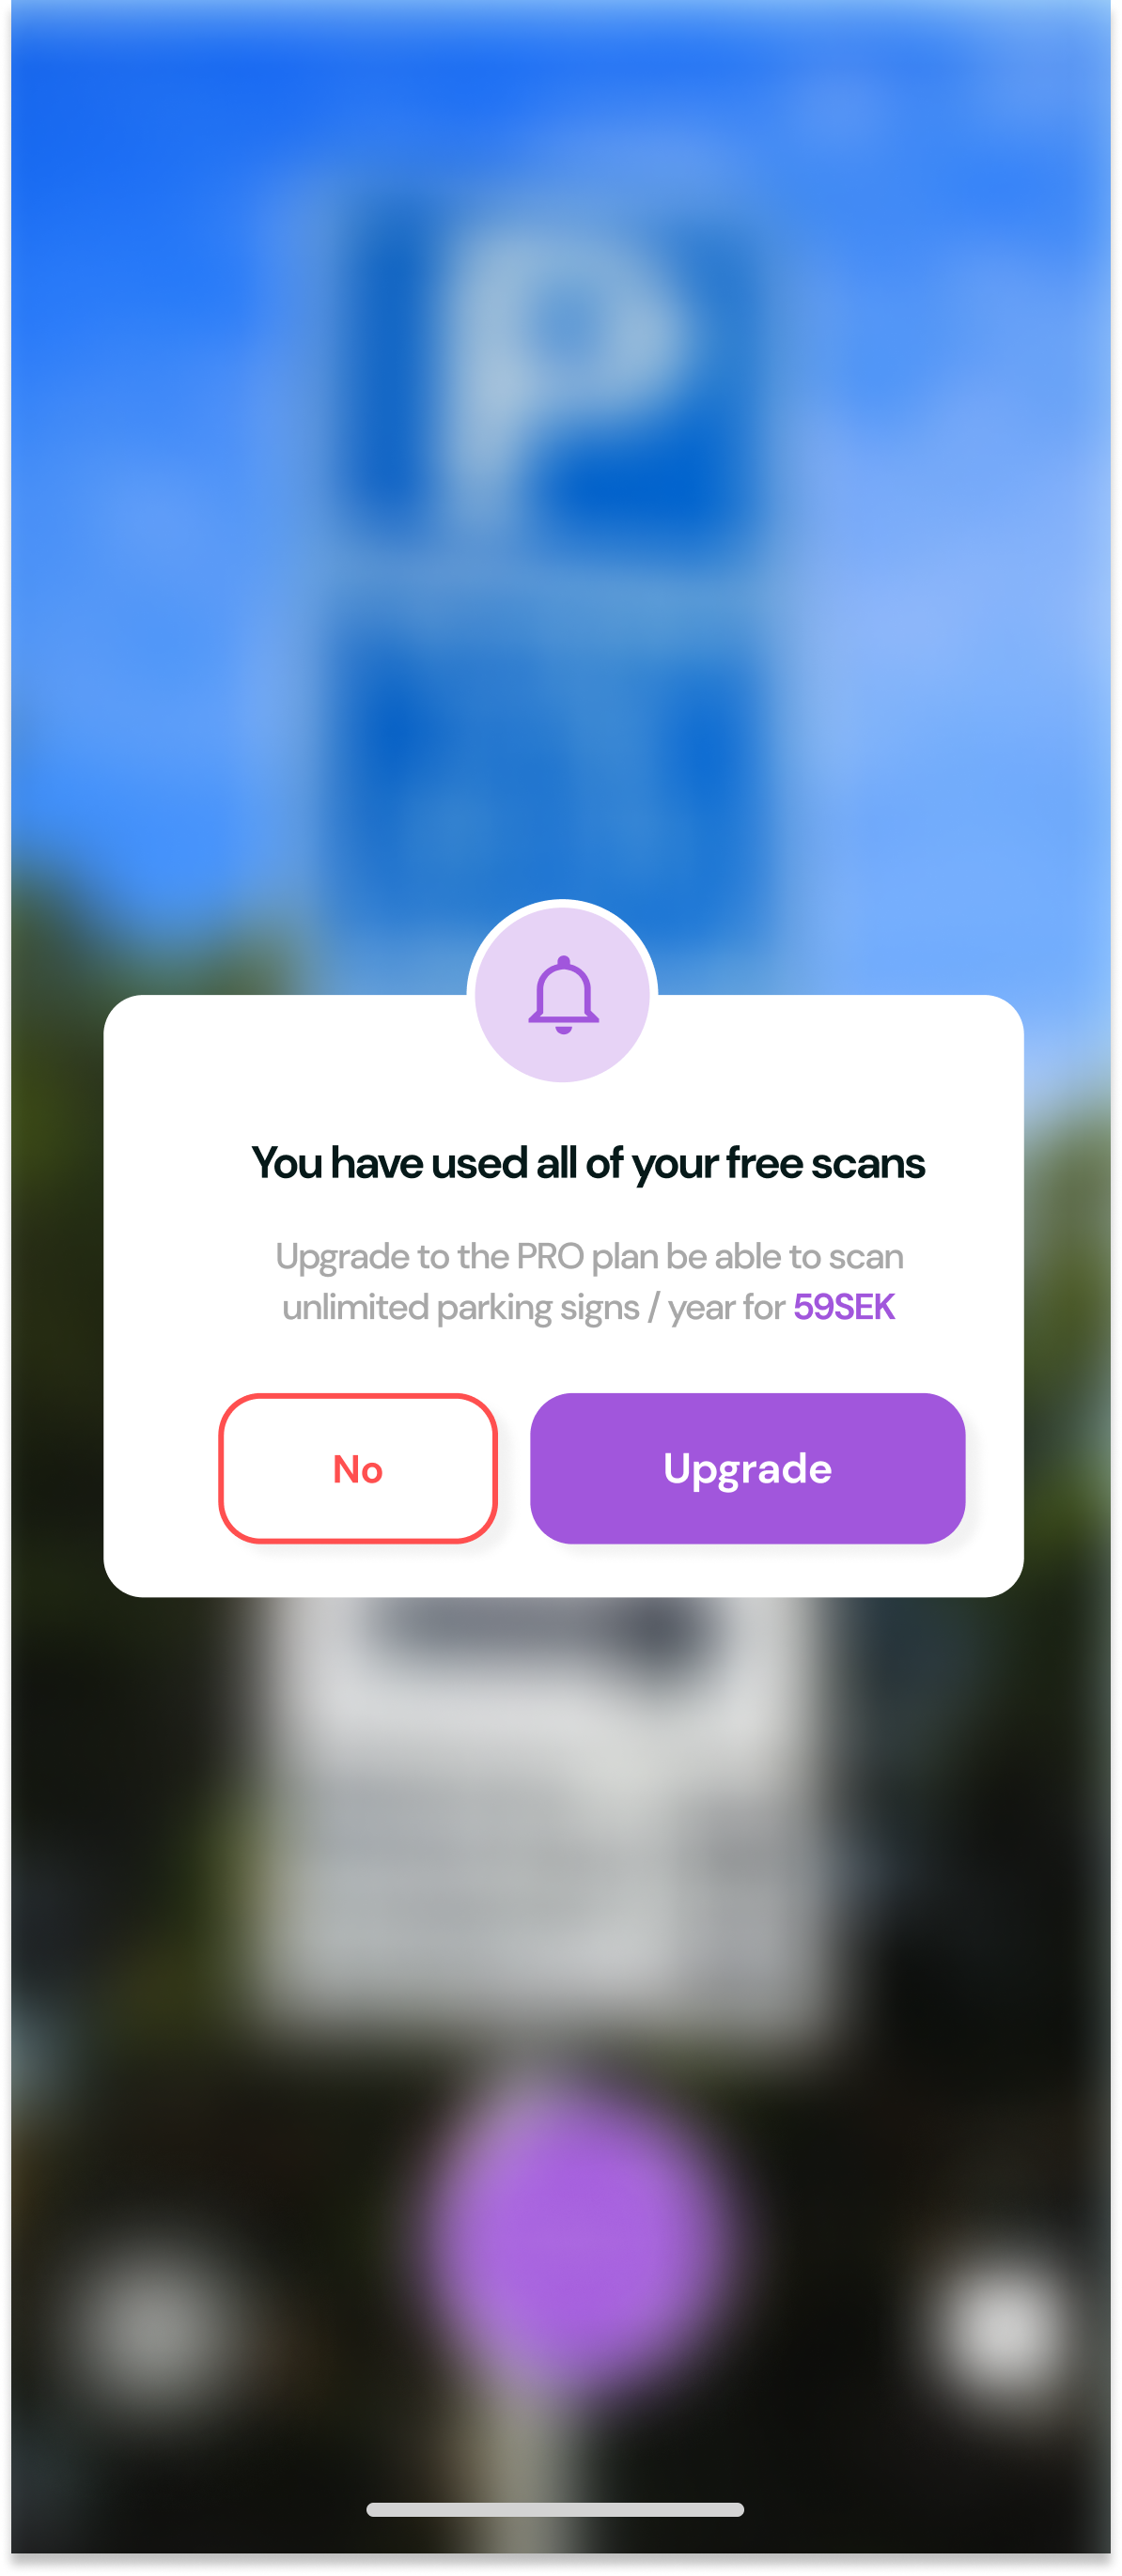 You have used all of your free scans
Upgrade to the PRO plan be able to scan
unlimited parking signs / year for 59SEK
No
Upgrade